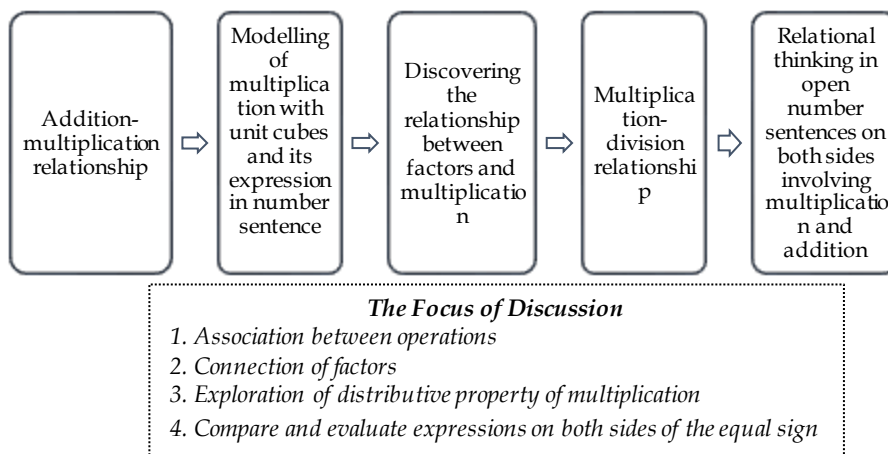 Addition-
multiplication
relationship
Modelling
of
multiplication
with
unit cubes
and its
expression
in number
sentence
Discovering
the
relationship
between
factors and
multiplicatio
n
Multiplica
tion-
division
relationshi
p
Relational
thinking in
open
number
sentences on
both sides
involving
multiplicatio
n and
addition
The Focus of Discussion
1. Association between operations
2. Connection of factors
3. Exploration of distributive property of multiplication
4. Compare and evaluate expressions on both sides of the equal sign